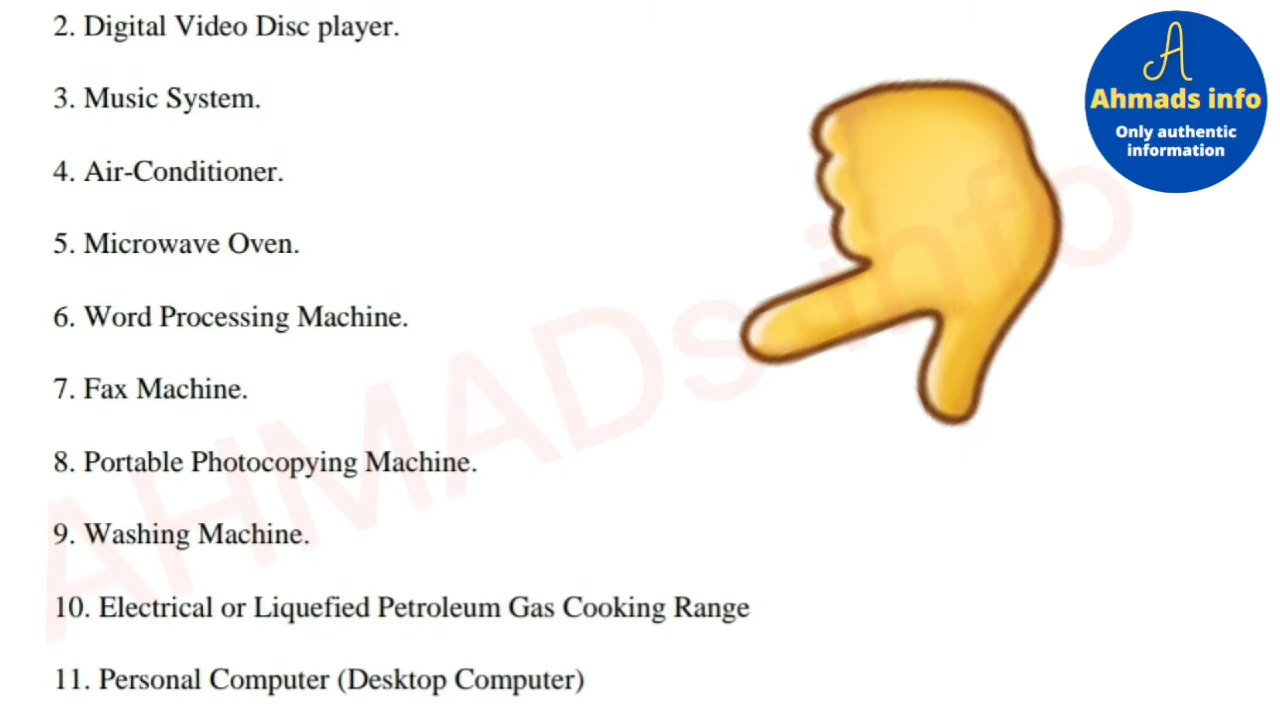 2. Digital Video Disc player.
3. Music System.
4. Air-Conditioner.
5. Microwave Oven.
6. Word Processing Machine.
7. Fax Machine.
8. Portable Photocopying Machine.
9. Washing Machine.
10. Electrical or Liquefied Petroleum Gas Cooking Range
11. Personal Computer (Desktop Computer)
A
Ahmads info
Only authentic
information
AHMADs info